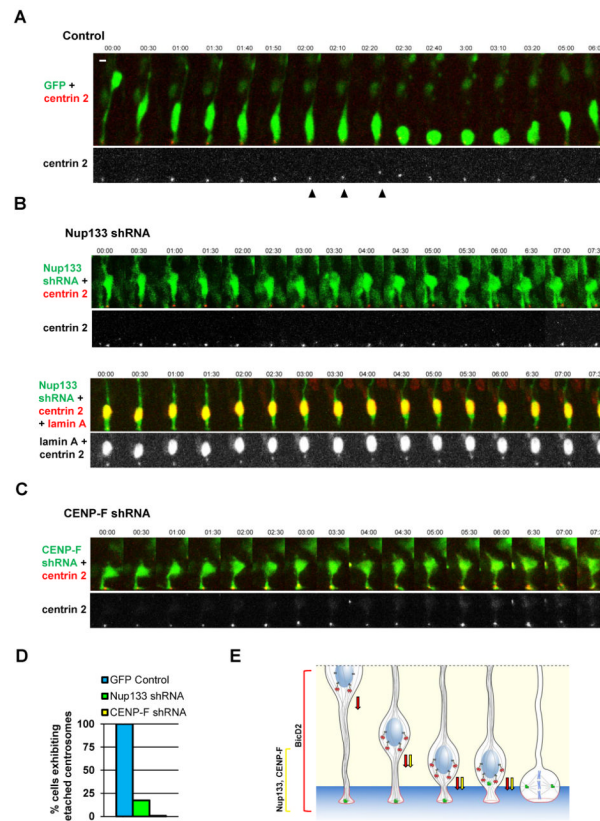 A
Control
00:00 00:30 01:00 01:30 02:00 02:10 02:20 02:30 02:40 3:00 03:10 03:20 05:00 06:0
GFP +
centrin 2
centrin 2
B
Nup133 shRNA
00:00 00:30 01:00 01:30 02:00 02:30 03:00 03:30 04:00 04:30 05:00 05:30 06:00 06:30 07:00 07:3
Nup133
shRNA +
centrin 2
centrin 2
00:00 00:30 01:00 01:30 02:00 02:30 03:00 03:30 04:00 04:30 05:00 05:30 06:00 06:30 07:00 07:3
Nup133
shRNA +
centrin 2
+ lamin A
lamin A +
centrin 2
C
CENP-F shRNA
00:00 00:30 01:00 01:30 02:00 02:30 03:00 03:30 04:00 04:30 05:00 05:30 06:00 06:30 07:00 07:3
CENP-F
shRNA +
centrin 2
centrin 2
D
GFP Control
Nup133 shRNA
CENP-F shRNA
% cells exhibiting
etached centrosomes
100
75
50
25
0
E
BicD2
Nup133, CENP-F